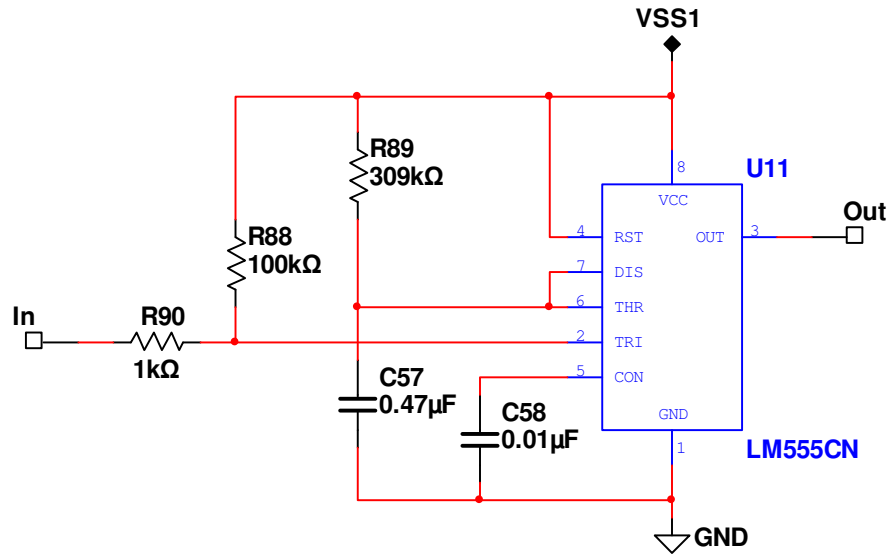 VSS1
R89
309kΩ
8
U11
VCC
R88
100kΩ
4
RST
OUT
3
Out
7
DIS
6
THR
In
R90
1kΩ
2
TRI
5
CON
C57
0.47µF
C58
0.01µF
GND
1
LM555CN
GND